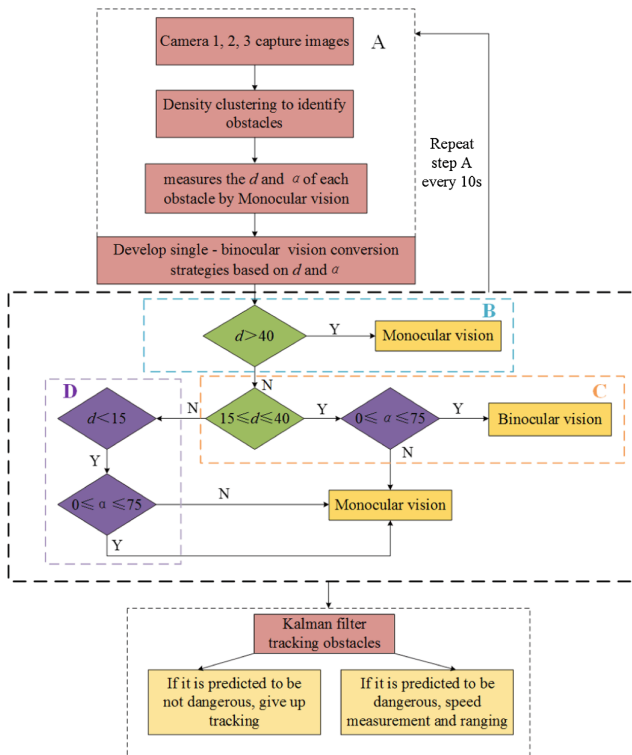 Camera 1, 2, 3 capture images
A
Density clustering to identify
obstacles
Repeat
step A
every 10s
measures the d and α of each
obstacle by Monocular vision
Develop single - binocular vision conversion
strategies based on d and α
B
d>40
Y
Monocular vision
N
D
C
d<15
N
15≤d≤40
Y
0≤ α ≤75
Y
Binocular vision
Y
N
0≤ α ≤75
N
Monocular vision
Y
Kalman filter
tracking obstacles
If it is predicted to be
not dangerous, give up
tracking
If it is predicted to be
dangerous, speed
measurement and ranging